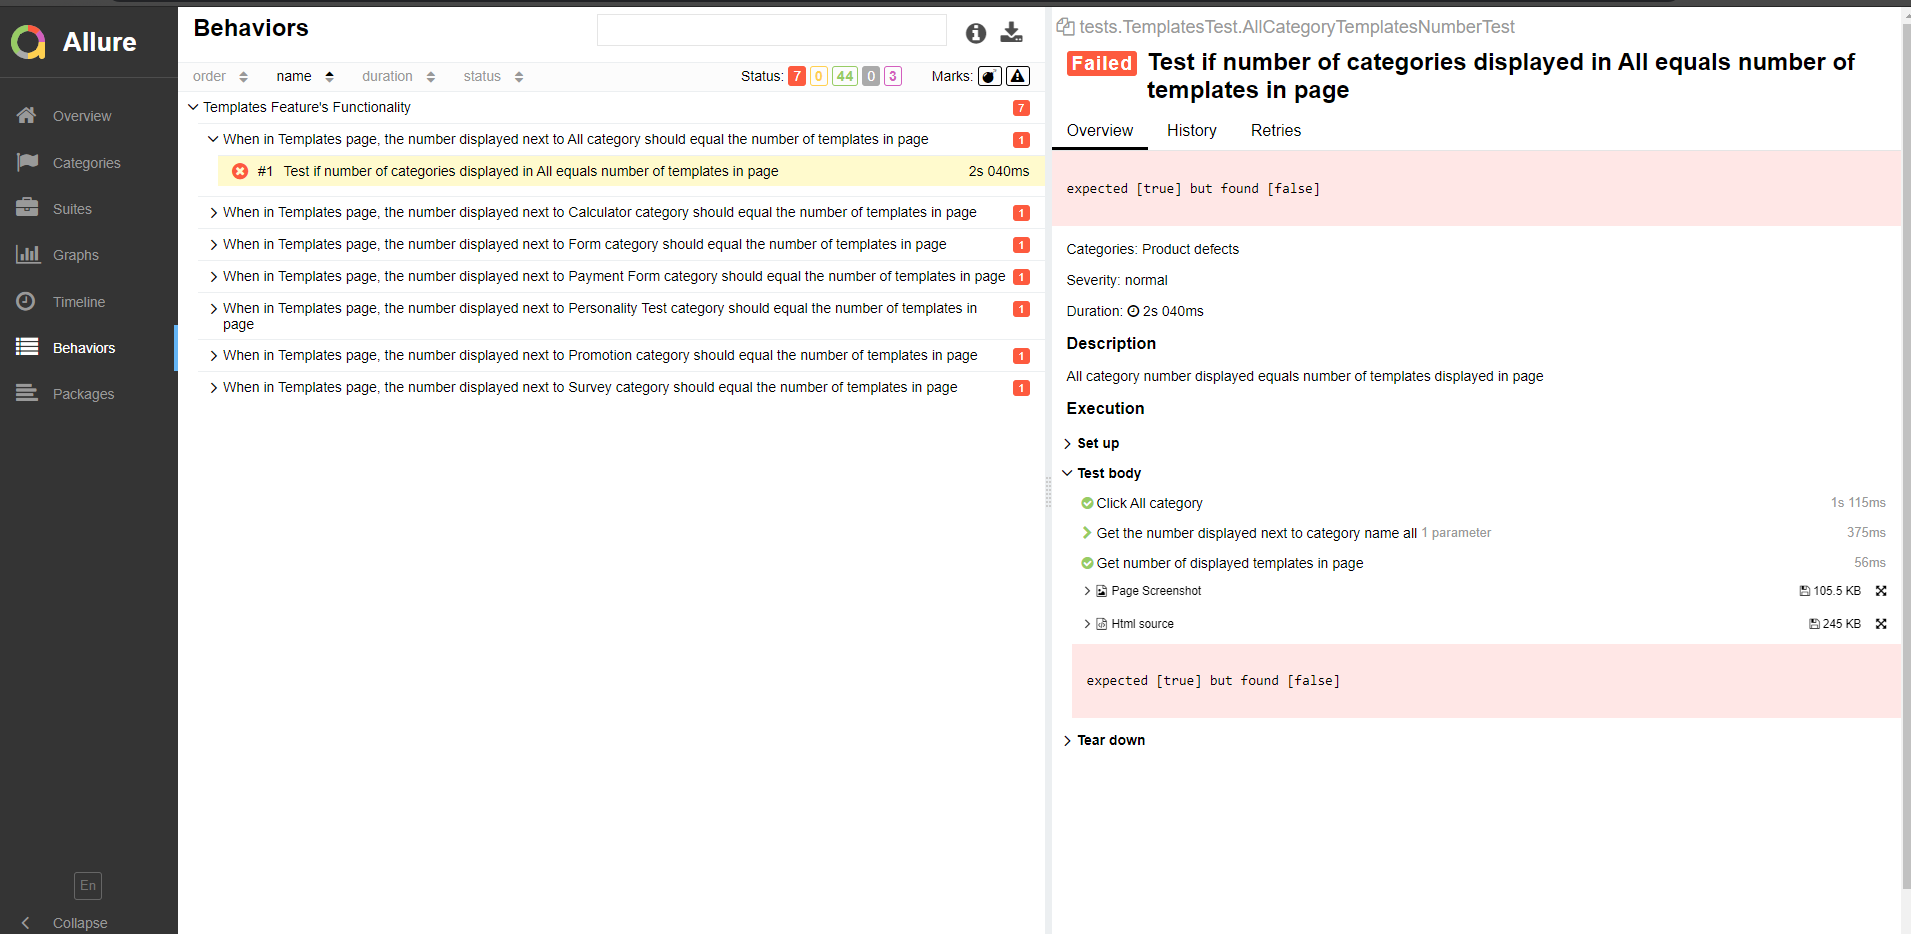 Allure
Overview
Categories
Suites
Graphs
Timeline
Behaviors
Packages
En
Collapse
Behaviors
order name duration status Status: 7 0 44 0 3 Marks:
Templates Feature's Functionality 7
When in Templates page, the number displayed next to All category should equal the number of templates in page 1
#1 Test if number of categories displayed in All equals number of templates in page 2s 040ms
When in Templates page, the number displayed next to Calculator category should equal the number of templates in page 1
When in Templates page, the number displayed next to Form category should equal the number of templates in page 1
When in Templates page, the number displayed next to Payment Form category should equal the number of templates in page 1
When in Templates page, the number displayed next to Personality Test category should equal the number of templates in 1
page
When in Templates page, the number displayed next to Promotion category should equal the number of templates in page 1
When in Templates page, the number displayed next to Survey category should equal the number of templates in page 1
tests.TemplatesTest.AllCategoryTemplatesNumberTest
Failed Test if number of categories displayed in All equals number of
templates in page
Overview History Retries
expected [true] but found [false]
Categories: Product defects
Severity: normal
Duration: 2s 040ms
Description
All category number displayed equals number of templates displayed in page
Execution
Set up
Test body
Click All category 1s 115ms
Get the number displayed next to category name all 1 parameter 375ms
Get number of displayed templates in page 56ms
Page Screenshot 105.5 KB
Html source 245 KB
expected [true] but found [false]
Tear down